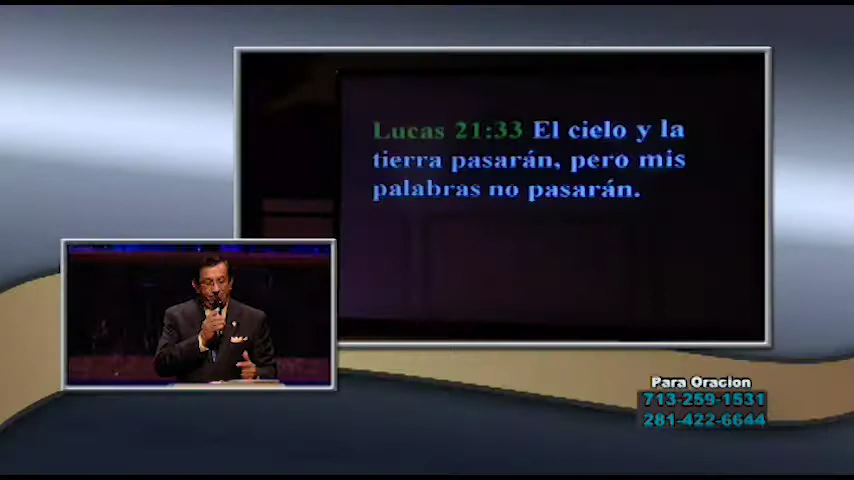 Lucas 21:33 El cielo y la
tierra pasarán, pero mis
palabras no pasarán.
Para Oracion
713-259-1531
281-422-6644